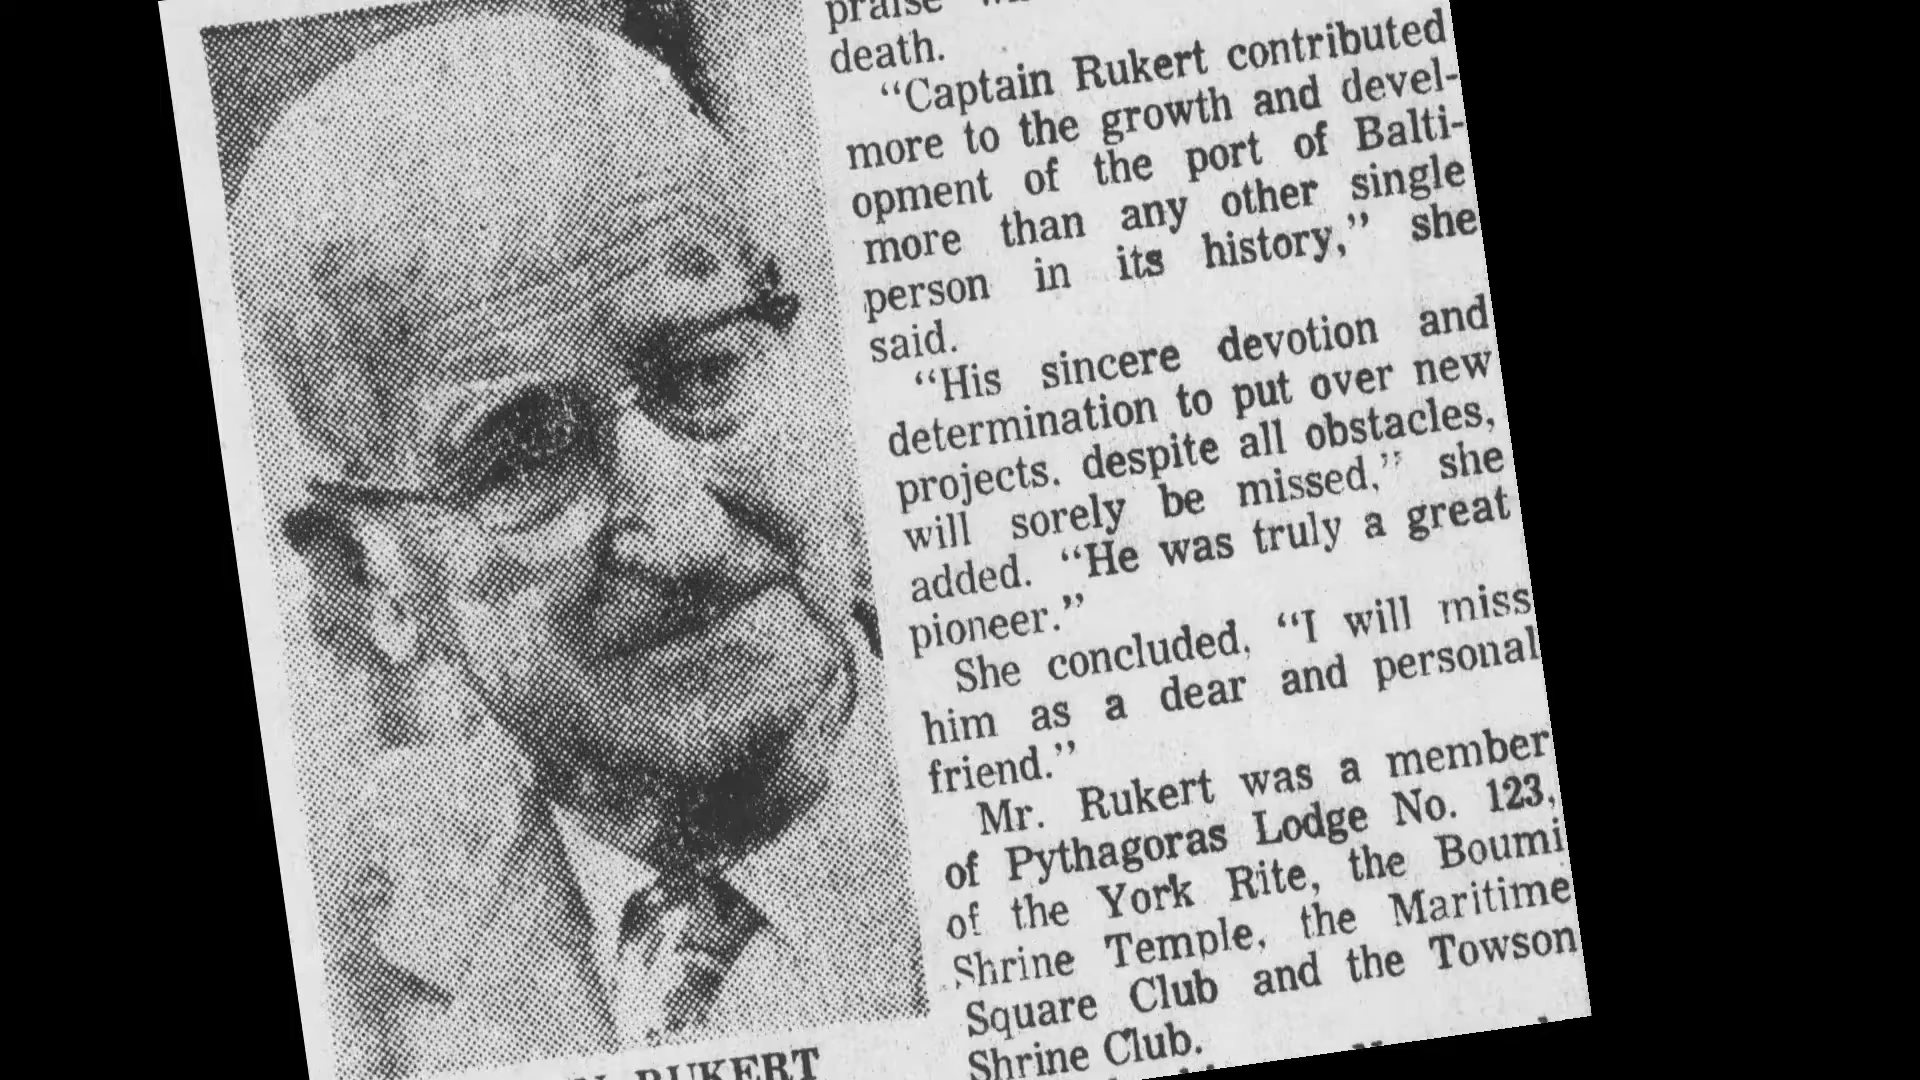 praise
death.
"Captain Rukert contributed
more to the growth and devel-
opment of the port of Balti-
more than any other single
person in its history," she
said.
"His sincere devotion and
determination to put over new
projects, despite all obstacles,
will sorely be missed," she
added. "He was truly a great
pioneer."
She concluded, "I will miss
him as a dear and personal
friend."
Mr. Rukert was a member
of Pythagoras Lodge No. 123,
of the York Rite, the Boumi
Shrine Temple, the Maritime
Square Club and the Towson
Shrine Club.
RUKERT